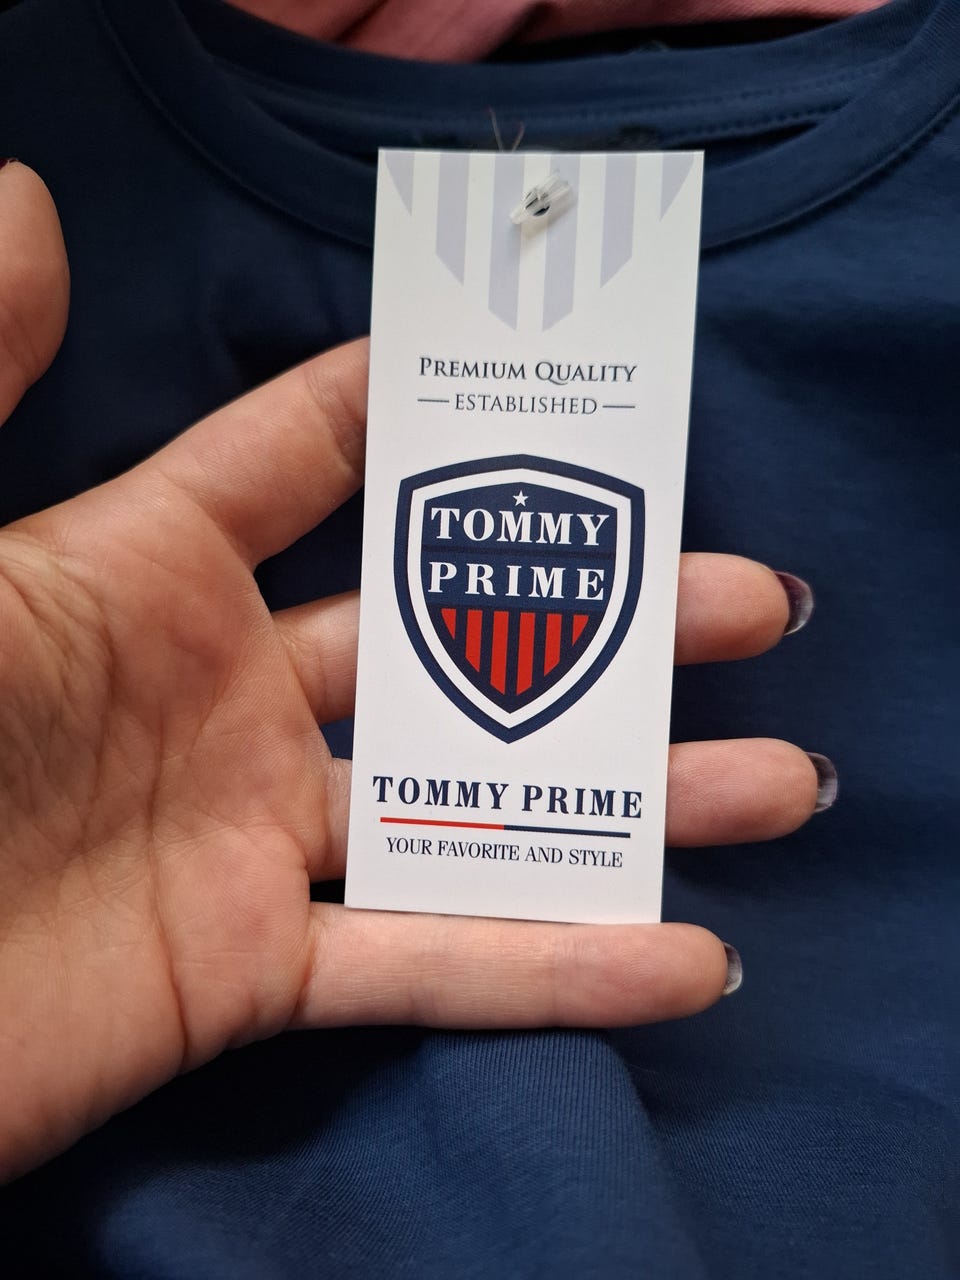 PREMIUM QUALITY
ESTABLISHED
TOMMY
PRIME
TOMMY PRIME
YOUR FAVORITE AND STYLE